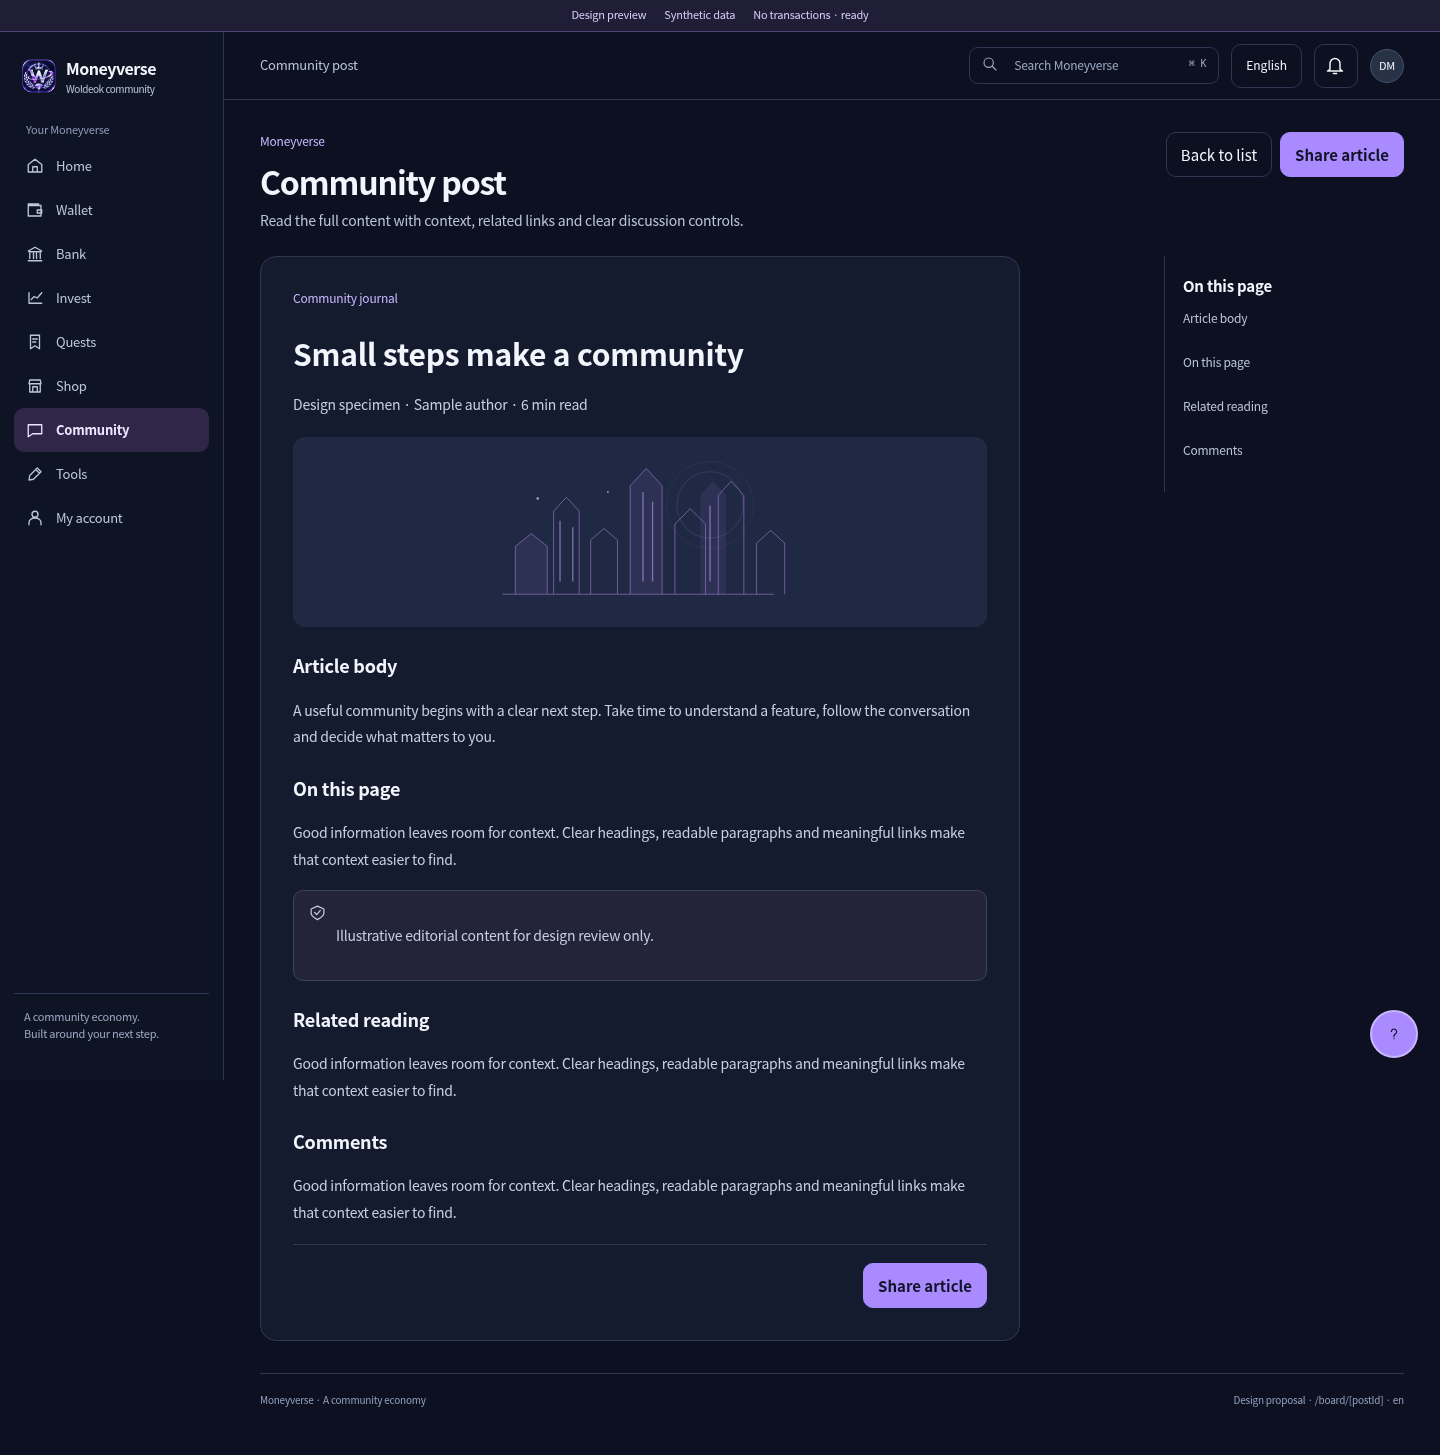 Design preview Synthetic data No transactions · ready
Moneyverse
Woldeok community
Your Moneyverse
Home
Wallet
Bank
Invest
Quests
Shop
Community
Tools
My account
A community economy.
Built around your next step.
Community post
Search Moneyverse ⌘ K
English
DM
Moneyverse
Community post
Read the full content with context, related links and clear discussion controls.
Back to list
Share article
Community journal
Small steps make a community
Design specimen · Sample author · 6 min read
Article body
A useful community begins with a clear next step. Take time to understand a feature, follow the conversation
and decide what matters to you.
On this page
Good information leaves room for context. Clear headings, readable paragraphs and meaningful links make
that context easier to find.
Illustrative editorial content for design review only.
Related reading
Good information leaves room for context. Clear headings, readable paragraphs and meaningful links make
that context easier to find.
Comments
Good information leaves room for context. Clear headings, readable paragraphs and meaningful links make
that context easier to find.
Share article
On this page
Article body
On this page
Related reading
Comments
?
Moneyverse · A community economy
Design proposal · /board/[postId] · en